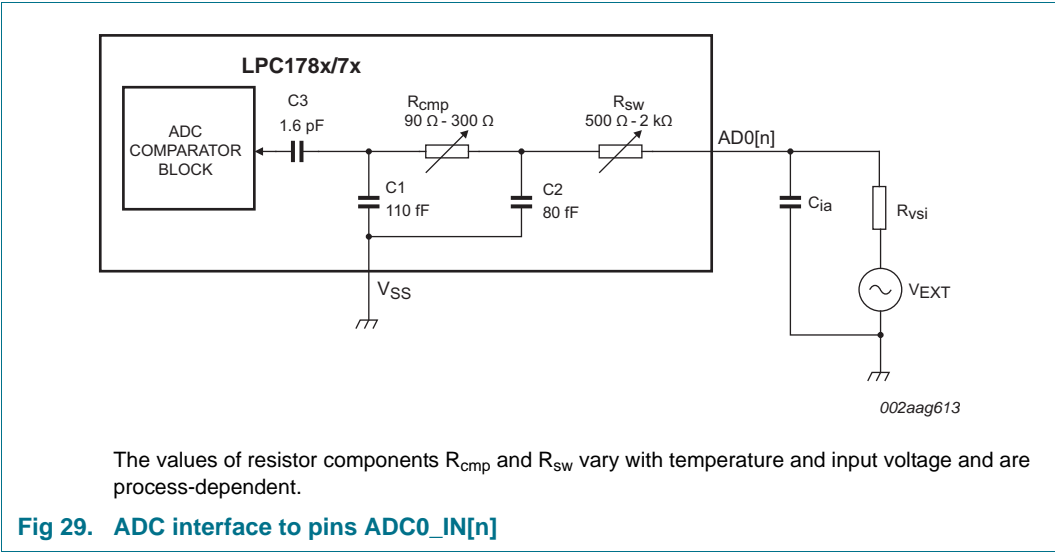 LPC178x/7x
C3
1.6 pF
Rcmp
90 Ω - 300 Ω
Rsw
500 Ω - 2 kΩ
AD0[n]
ADC
COMPARATOR
BLOCK
C1
110 fF
C2
80 fF
Cia
Rvsi
VSS
VEXT
002aag613
The values of resistor components Rcmp and Rsw vary with temperature and input voltage and are
process-dependent.
Fig 29. ADC interface to pins ADC0_IN[n]